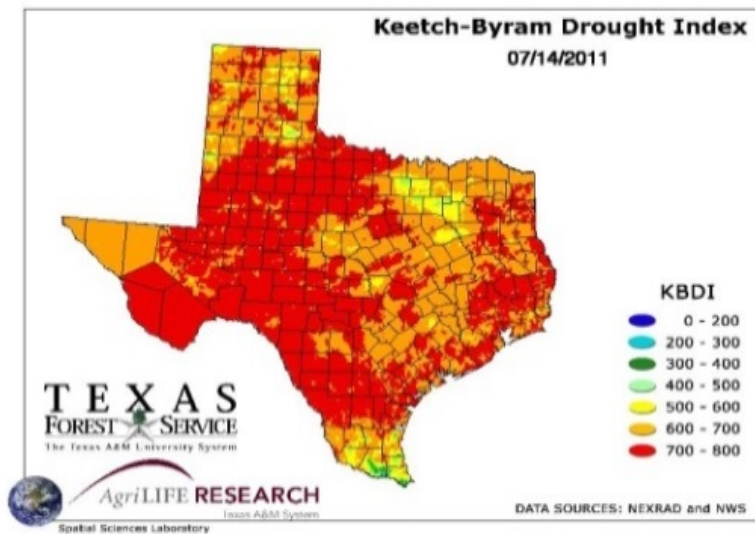 Keetch-Byram Drought Index
07/14/2011
KBDI
0 - 200
200 - 300
300 - 400
400 - 500
500 - 600
600 - 700
700 - 800
TEXAS
FOREST SERVICE
The Texas A&M University System
AgriLIFE RESEARCH
Texas A&M System
Spatial Sciences Laboratory
DATA SOURCES: NEXRAD and NWS